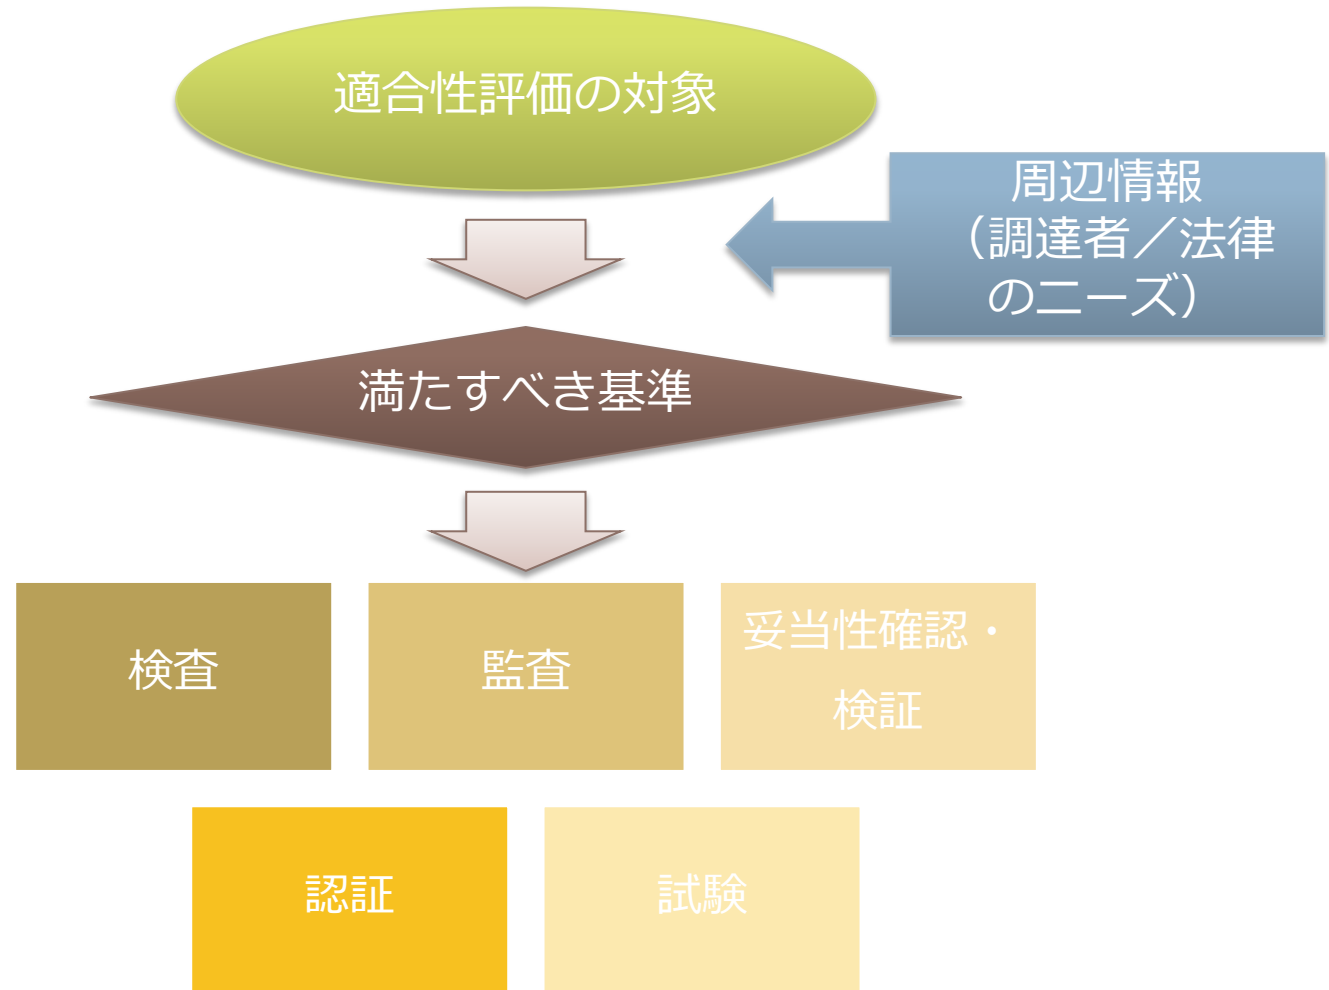 適合性評価の対象
周辺情報
（調達者／法律
のニーズ）
満たすべき基準
検査
監査
妥当性確認・
検証
認証
試験